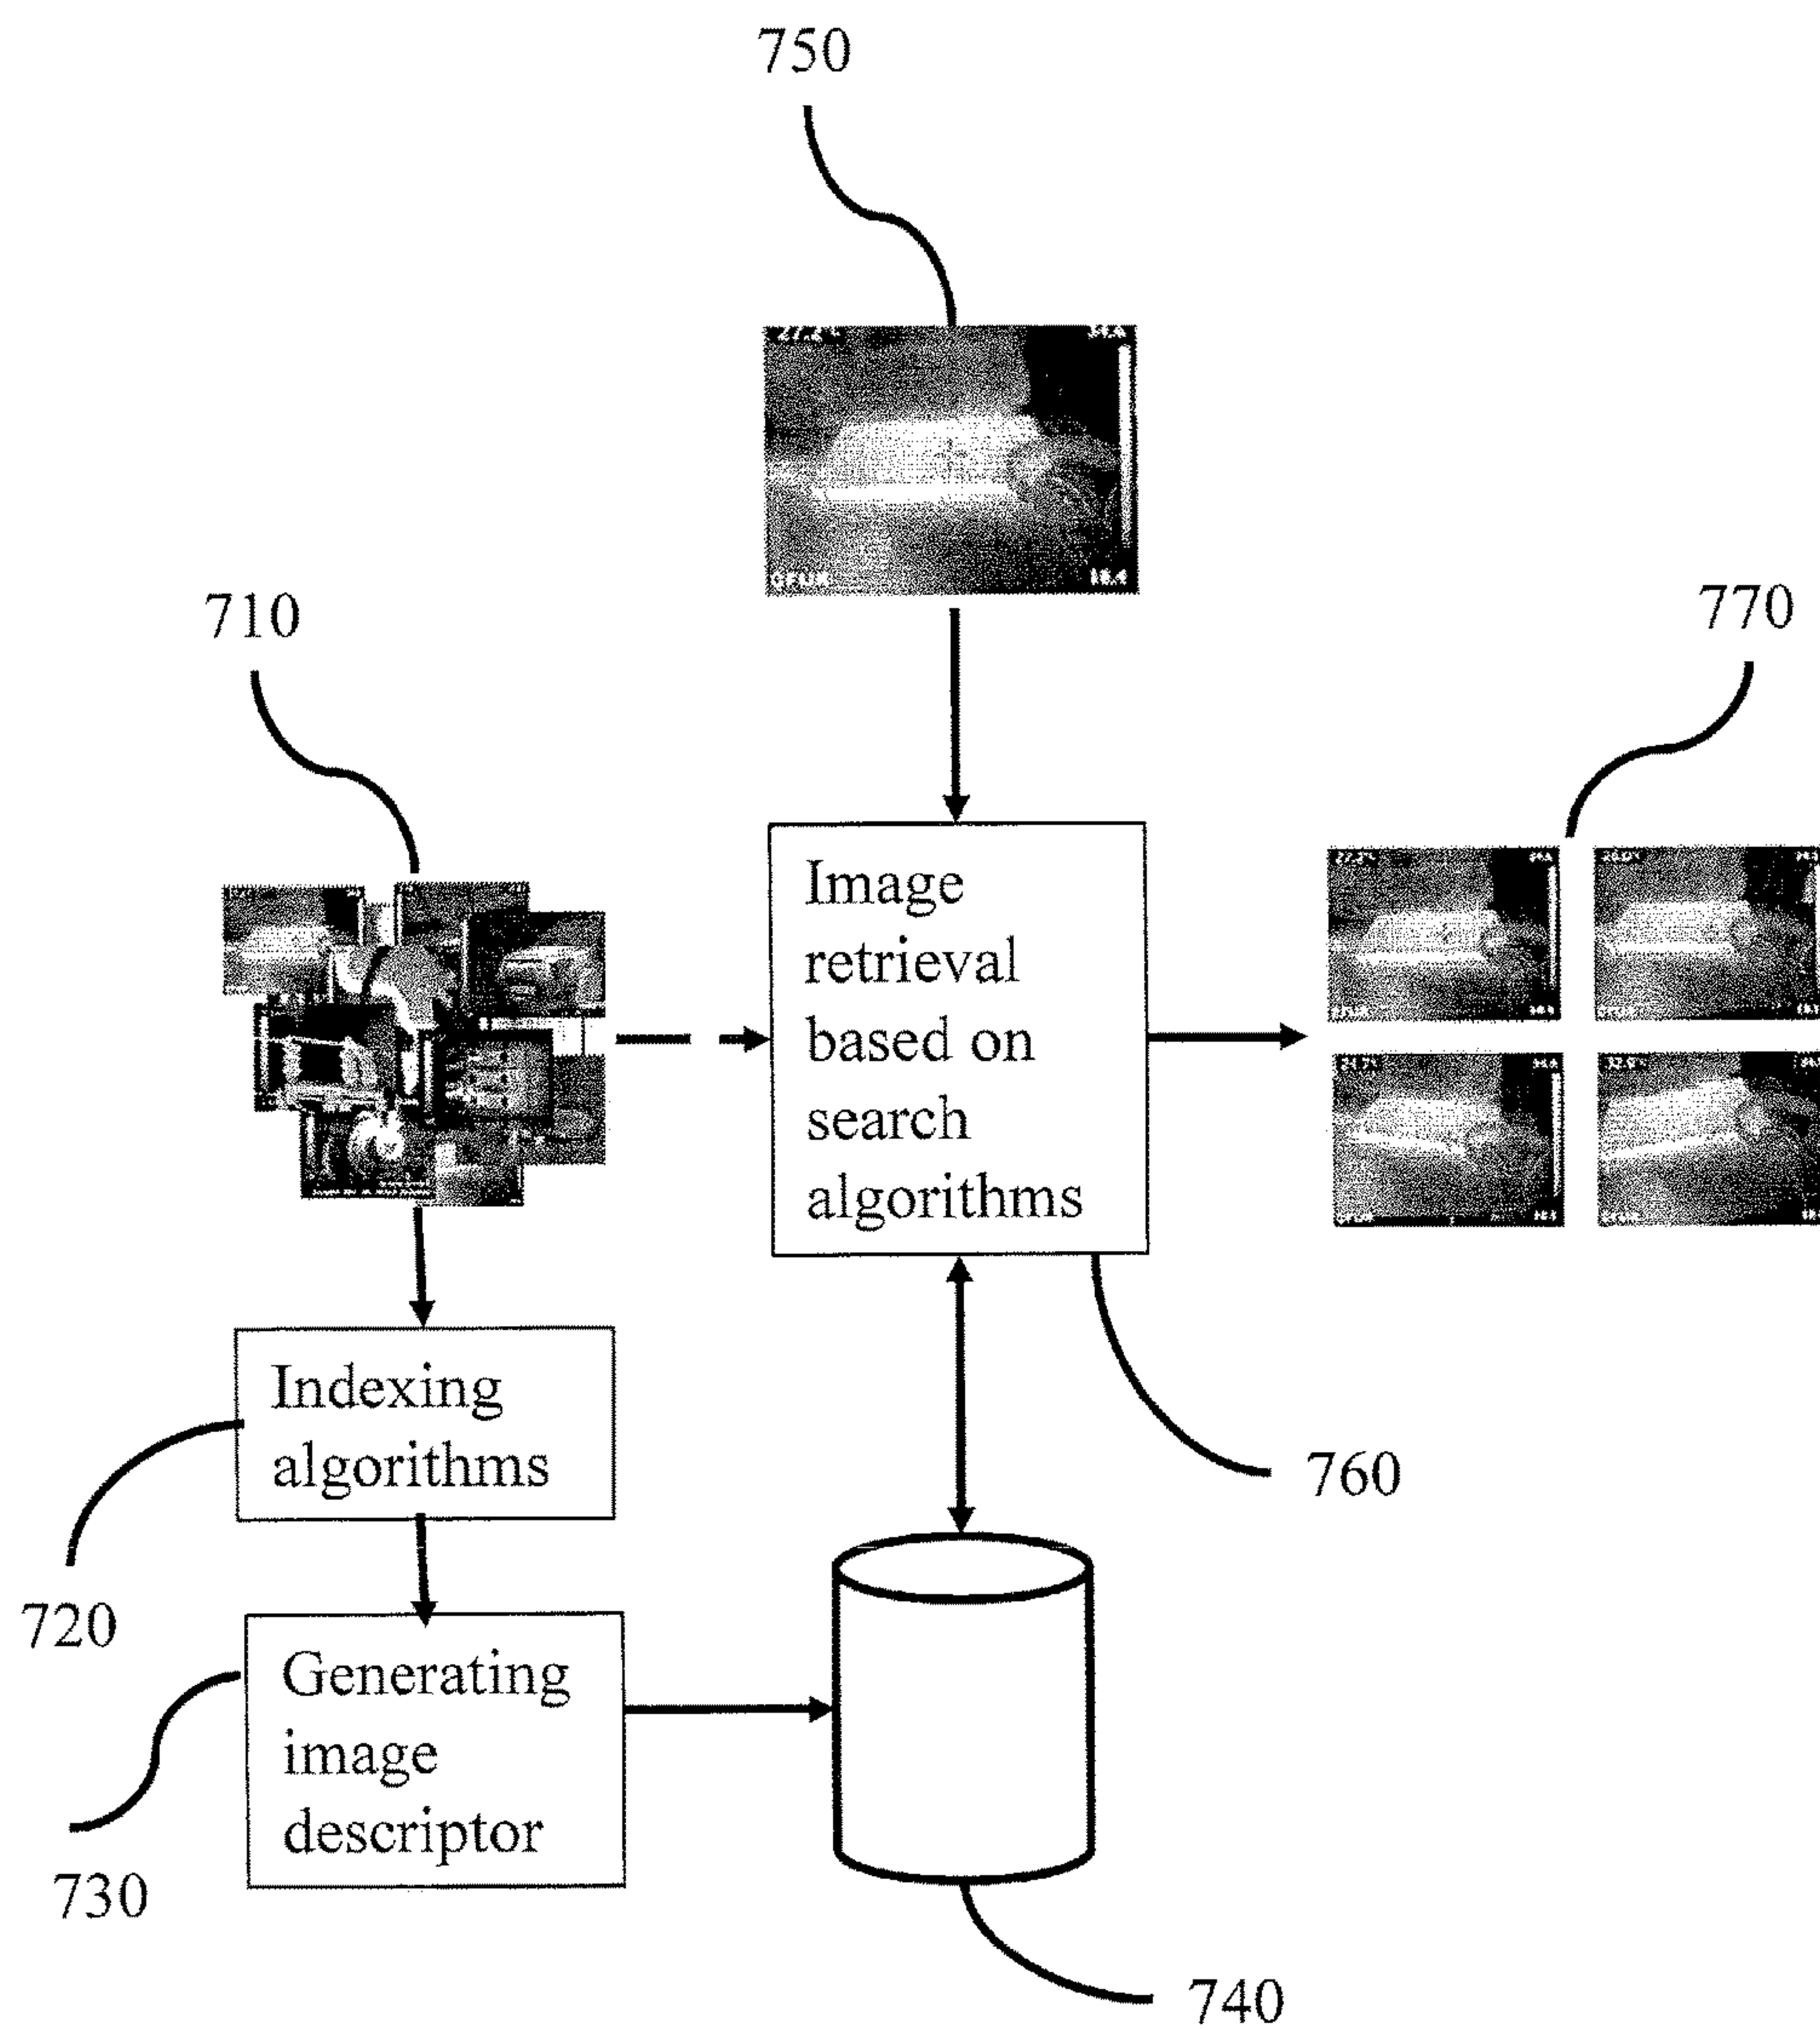 750
710
770
Image
retrieval
based on
search
algorithms
Indexing
algorithms
760
720
Generating
image
descriptor
730
740